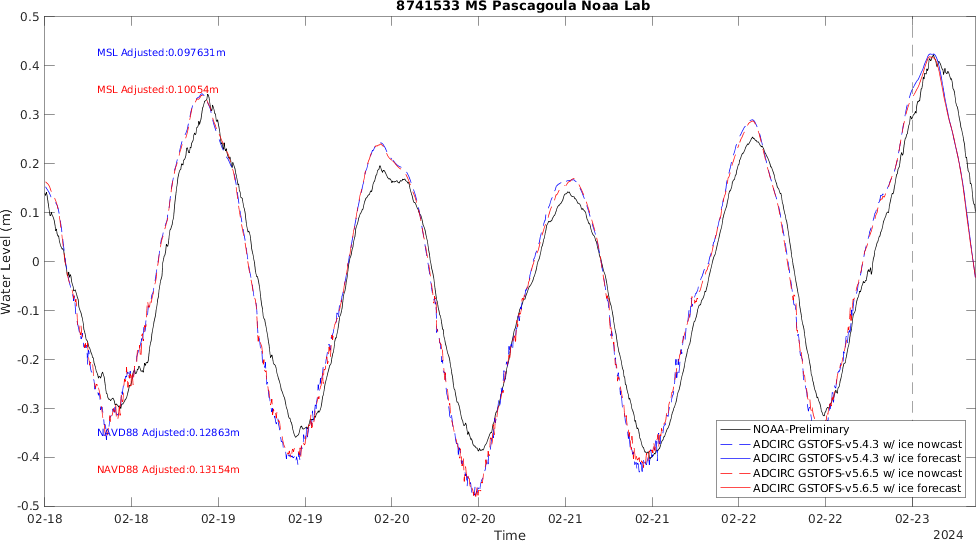 8741533 MS Pascagoula Noaa Lab
0.5
0.4
0.3
0.2
0.1
0
-0.1
-0.2
-0.3
-0.4
-0.5
Water Level (m)
MSL Adjusted:0.097631m
MSL Adjusted:0.10054m
NAVD88 Adjusted:0.12863m
NAVD88 Adjusted:0.13154m
NOAA-Preliminary
ADCIRC GSTOFS-v5.4.3 w/ ice nowcast
ADCIRC GSTOFS-v5.4.3 w/ ice forecast
ADCIRC GSTOFS-v5.6.5 w/ ice nowcast
ADCIRC GSTOFS-v5.6.5 w/ ice forecast
02-18 02-18 02-19 02-19 02-20 02-20 02-21 02-21 02-22 02-22 02-23
Time
2024